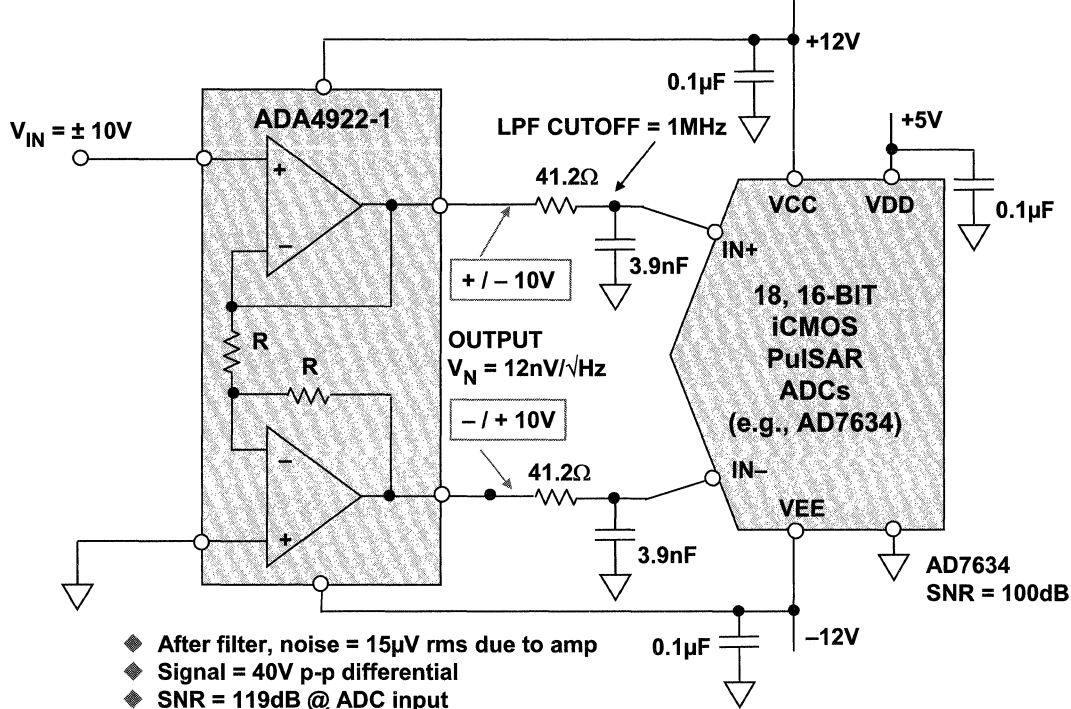 +12V
0.1µF
ADA4922-1
VIN = ± 10V
LPF CUTOFF = 1MHz
+5V
41.2Ω
VCC
VDD
0.1µF
+
IN+
–
3.9nF
+ / – 10V
18, 16-BIT
iCMOS
PulSAR
ADCs
(e.g., AD7634)
R
R
OUTPUT
VN = 12nV/√Hz
– / + 10V
–
41.2Ω
IN–
VEE
+
3.9nF
AD7634
SNR = 100dB
–12V
0.1µF
After filter, noise = 15µV rms due to amp
Signal = 40V p-p differential
SNR = 119dB @ ADC input